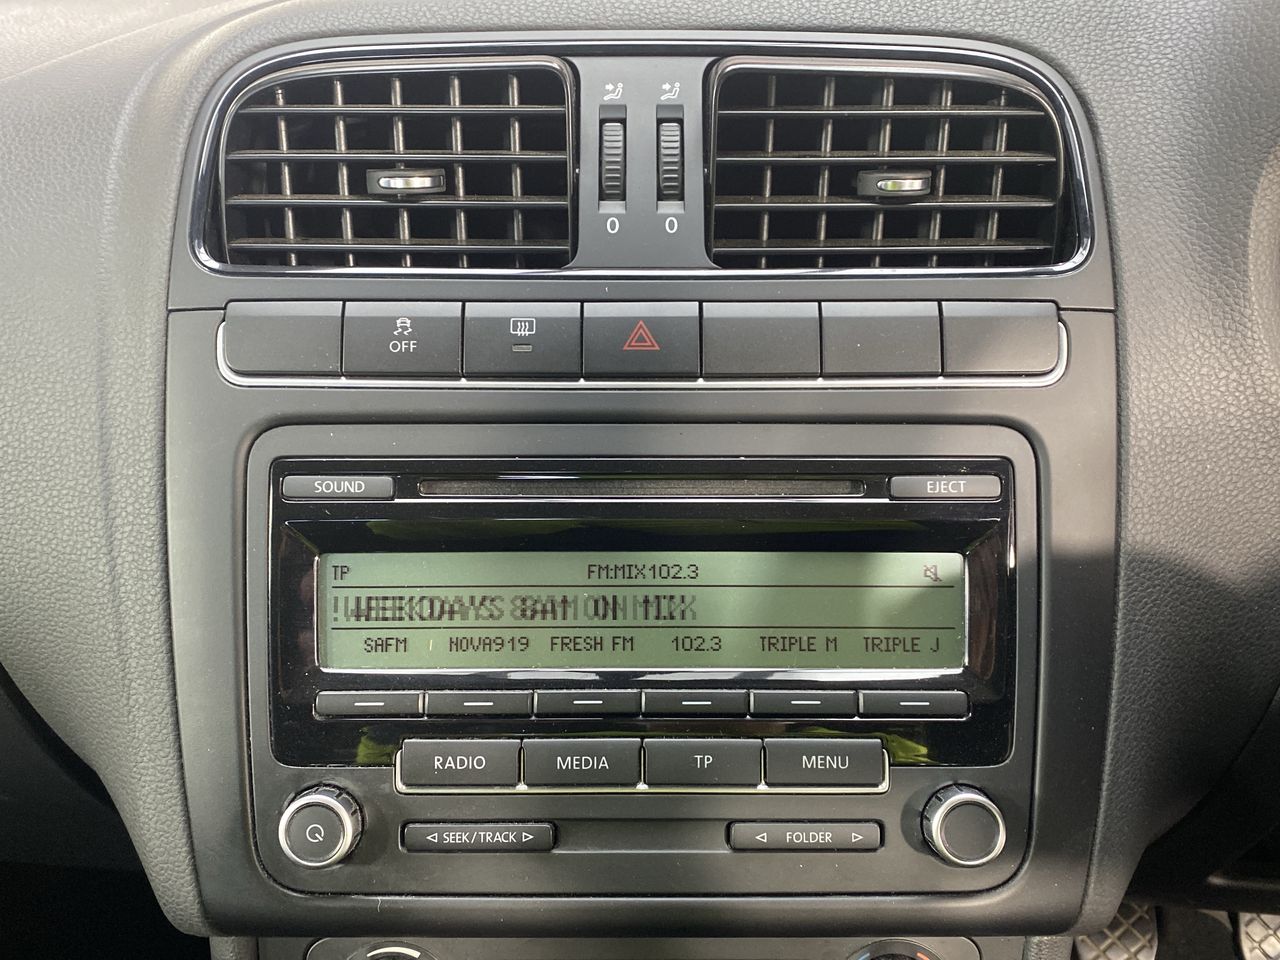 0 0
OFF
SOUND EJECT
TP FM:MIX102.3
WEEKDAYS 8AM ON MIX
SAFM NOVA919 FRESH FM 102.3 TRIPLE M TRIPLE J
RADIO MEDIA TP MENU
SEEK/TRACK FOLDER